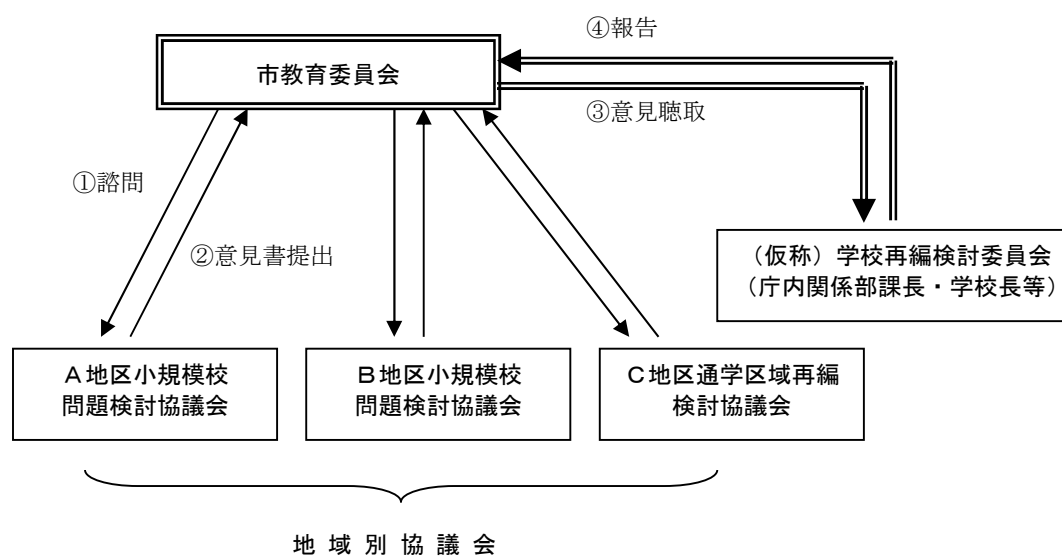 ④報告
市教育委員会
③意見聴取
①諮問
②意見書提出
（仮称）学校再編検討委員会
（庁内関係部課長・学校長等）
Ａ地区小規模校
問題検討協議会
Ｂ地区小規模校
問題検討協議会
Ｃ地区通学区域再編
検討協議会
地 域 別 協 議 会